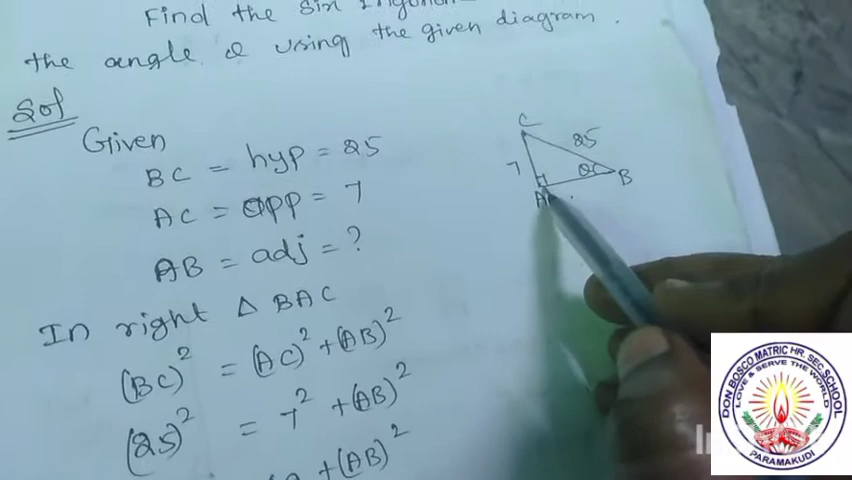 Find the Six
the angle θ using the given diagram.
Sol
Given
BC = hyp = 25
AC = opp = 7
AB = adj = ?
In right Δ BAC
(BC)² = (AC)² + (AB)²
(25)² = 7² + (AB)²
+ (AB)²
C
25
7
θ
B
A
DON BOSCO MATRIC HR. SEC SCHOOL
LOVE & SERVE THE WORLD
PARAMAKUDI